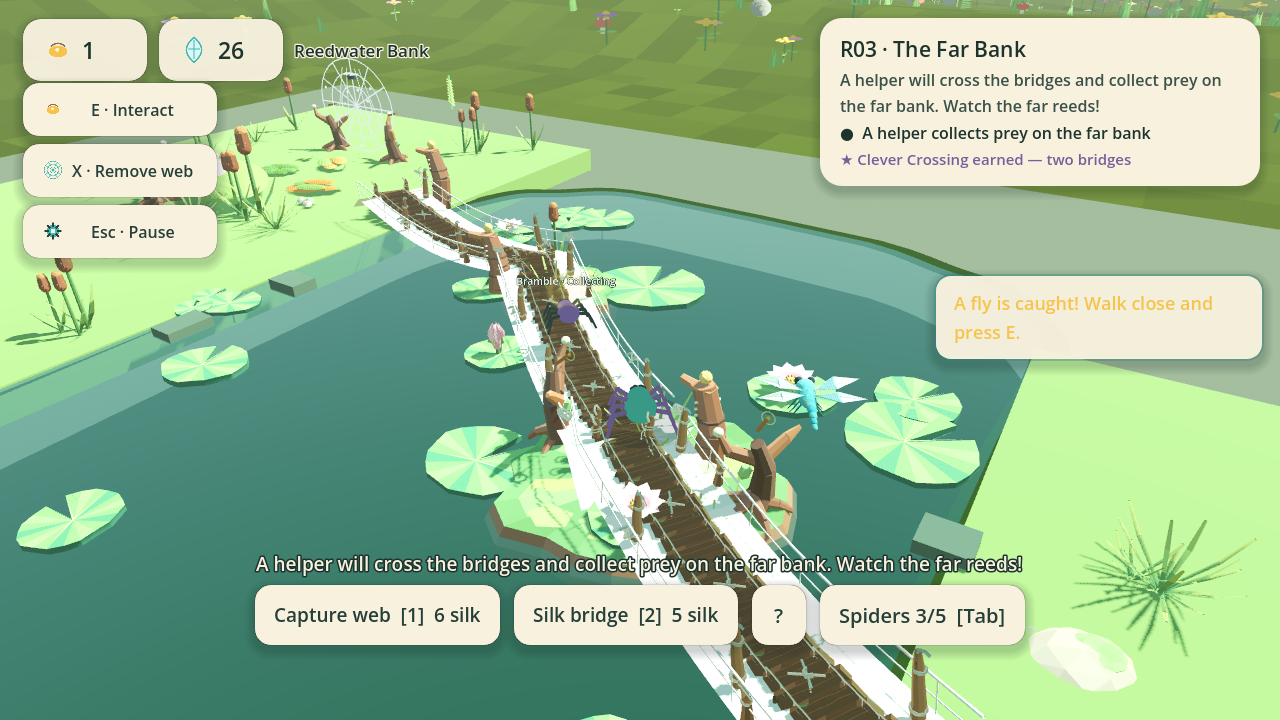 1
26
Reedwater Bank
E · Interact
X · Remove web
Esc · Pause
R03 · The Far Bank
A helper will cross the bridges and collect prey on
the far bank. Watch the far reeds!
● A helper collects prey on the far bank
★ Clever Crossing earned — two bridges
Bramble · Collecting
A fly is caught! Walk close and
press E.
A helper will cross the bridges and collect prey on the far bank. Watch the far reeds!
Capture web [1] 6 silk
Silk bridge [2] 5 silk
?
Spiders 3/5 [Tab]